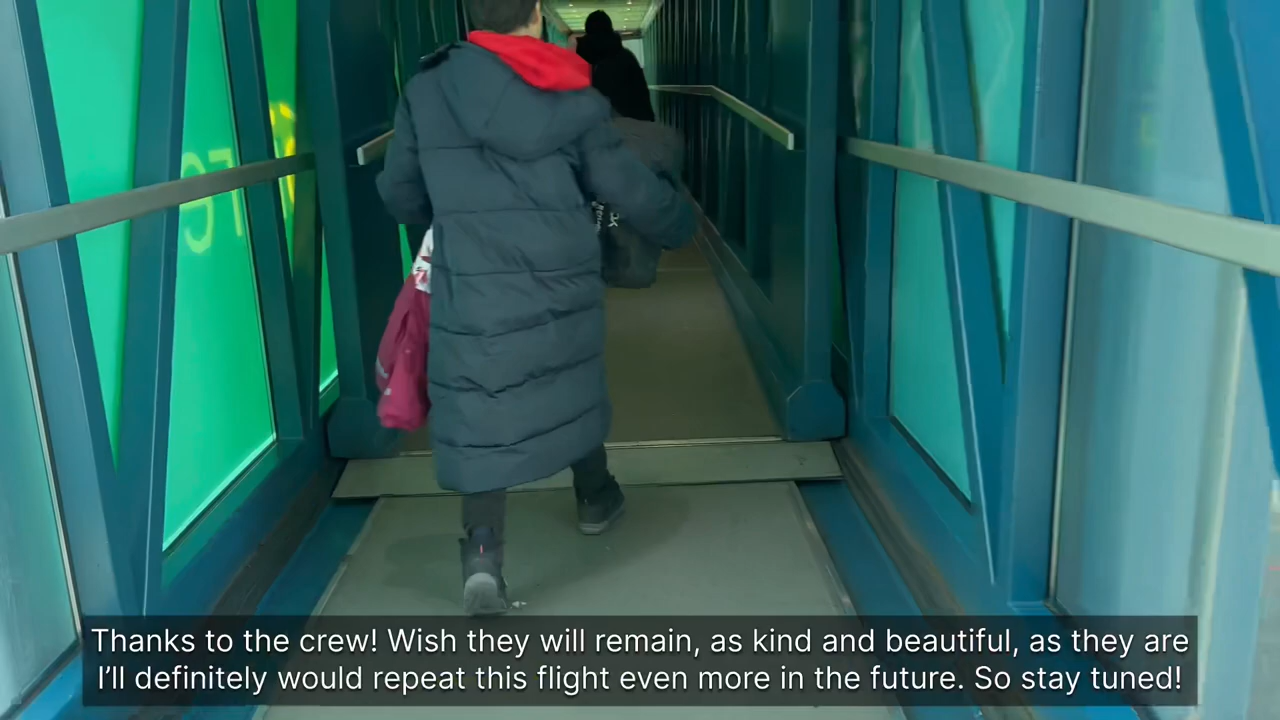 Thanks to the crew! Wish they will remain, as kind and beautiful, as they are
I'll definitely would repeat this flight even more in the future. So stay tuned!